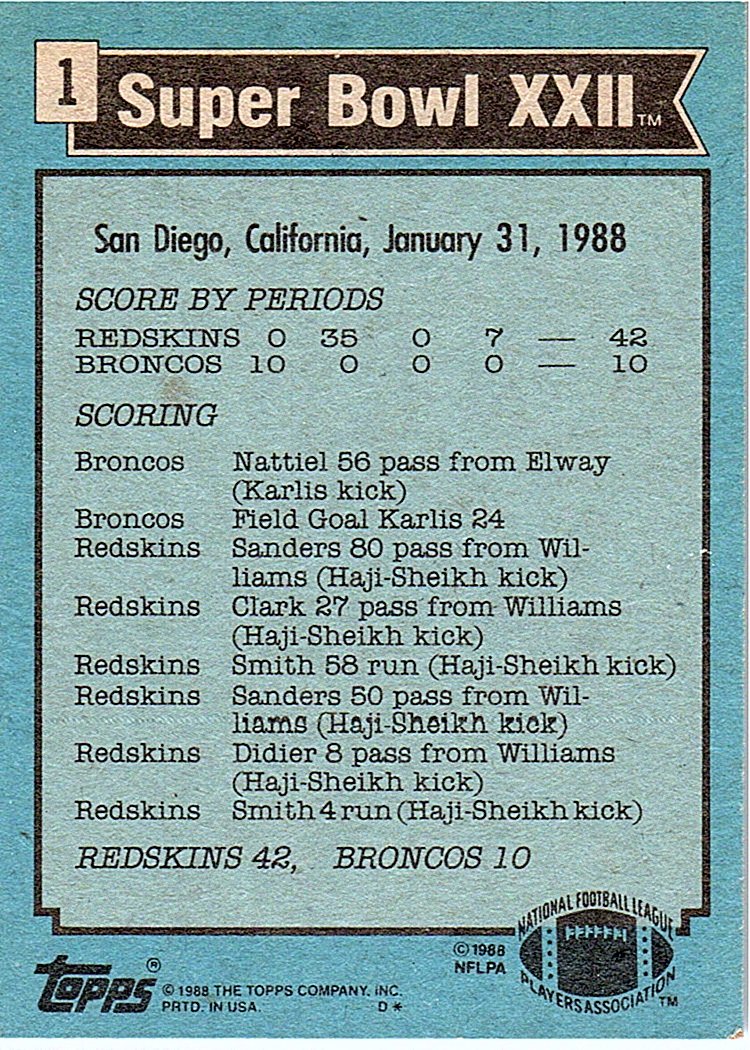 1
Super Bowl XXII™
San Diego, California, January 31, 1988
SCORE BY PERIODS
REDSKINS 0 35 0 7 — 42
BRONCOS 10 0 0 0 — 10
SCORING
Broncos Nattiel 56 pass from Elway
(Karlis kick)
Broncos Field Goal Karlis 24
Redskins Sanders 80 pass from Wil-
liams (Haji-Sheikh kick)
Redskins Clark 27 pass from Williams
(Haji-Sheikh kick)
Redskins Smith 58 run (Haji-Sheikh kick)
Redskins Sanders 50 pass from Wil-
liams (Haji-Sheikh kick)
Redskins Didier 8 pass from Williams
(Haji-Sheikh kick)
Redskins Smith 4 run (Haji-Sheikh kick)
REDSKINS 42, BRONCOS 10
topps®
© 1988 THE TOPPS COMPANY, INC.
PRTD. IN USA. D*
© 1988
NFLPA
NATIONAL FOOTBALL LEAGUE
PLAYERS ASSOCIATION™